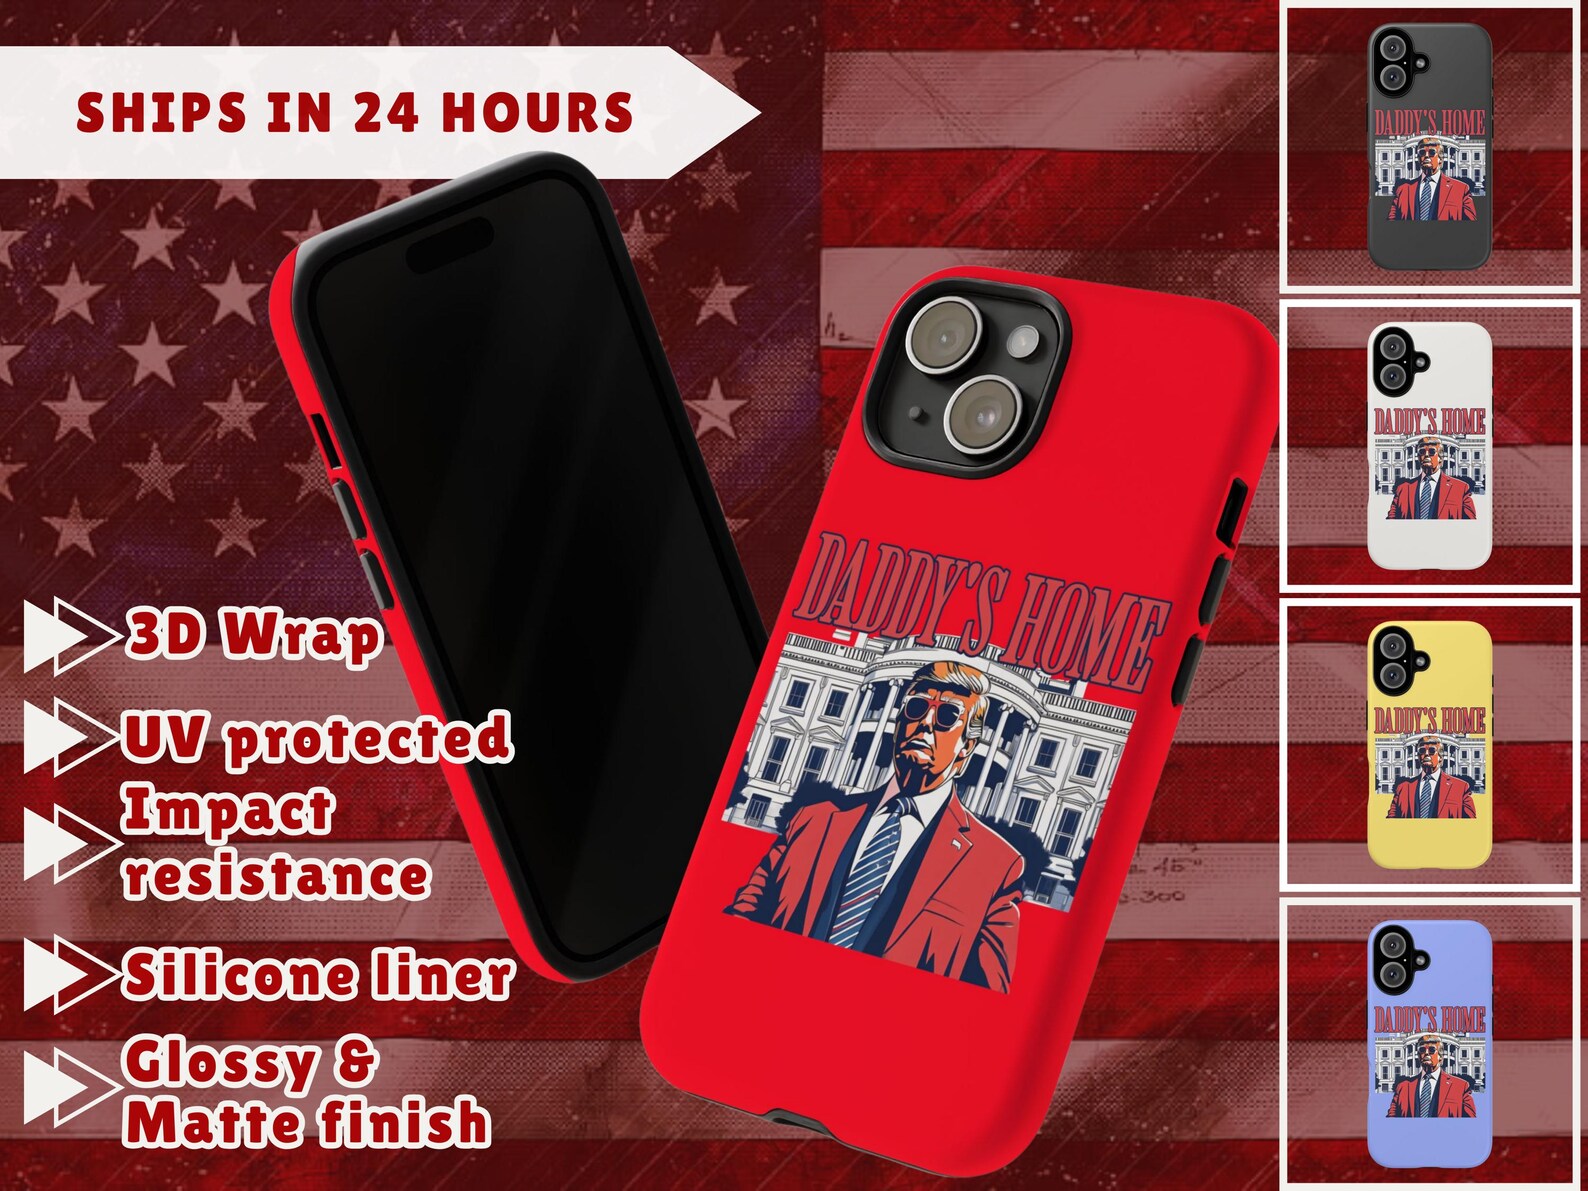 SHIPS IN 24 HOURS
3D Wrap
UV protected
Impact
resistance
Silicone liner
Glossy &
Matte finish
DADDY'S HOME
DADDY'S HOME
DADDY'S HOME
DADDY'S HOME
DADDY'S HOME